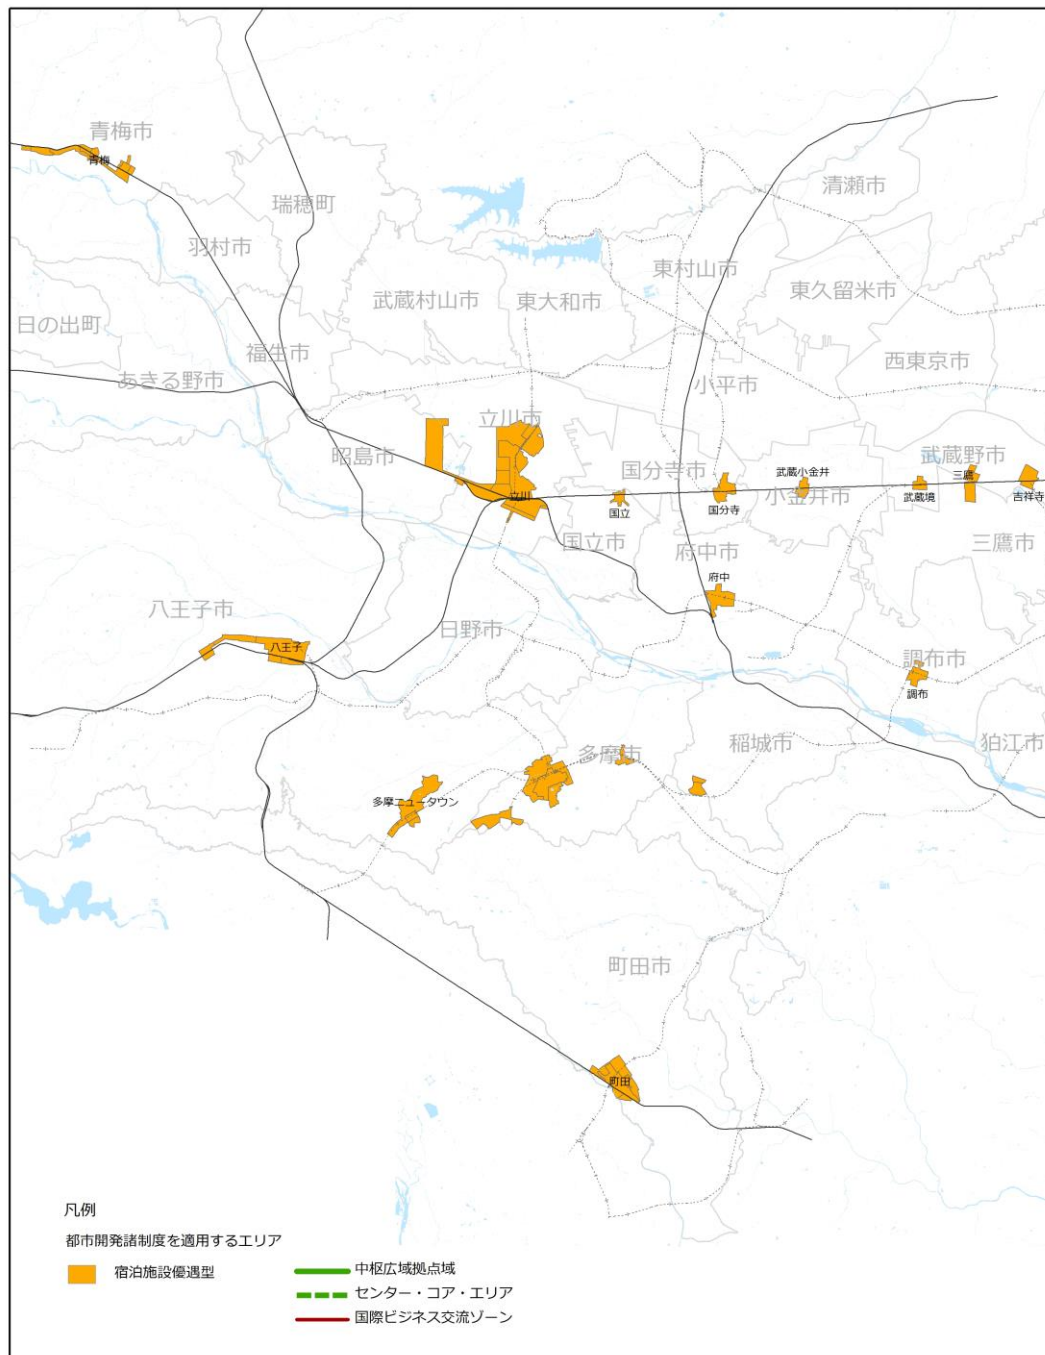 青梅市
青梅
清瀬市
瑞穂町
羽村市
東村山市
東久留米市
武蔵村山市
東大和市
日の出町
福生市
西東京市
あきる野市
小平市
立川市
昭島市
武蔵野市
国分寺市
武蔵小金井
三鷹
小金井市
立川
国立
国分寺
武蔵境
吉祥寺
国立市
府中市
三鷹市
府中
八王子市
日野市
八王子
調布市
調布
多摩市
稲城市
狛江市
多摩ニュータウン
町田市
町田
凡例
都市開発諸制度を適用するエリア
宿泊施設優遇型
中枢広域拠点域
センター・コア・エリア
国際ビジネス交流ゾーン